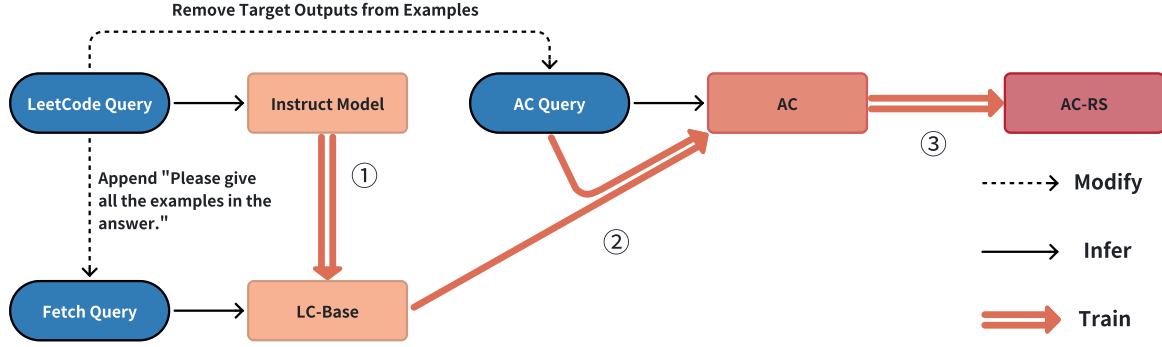 Remove Target Outputs from Examples
LeetCode Query
Instruct Model
AC Query
AC
AC-RS
①
③
Append "Please give
all the examples in the
answer."
②
Modify
Infer
Fetch Query
LC-Base
Train